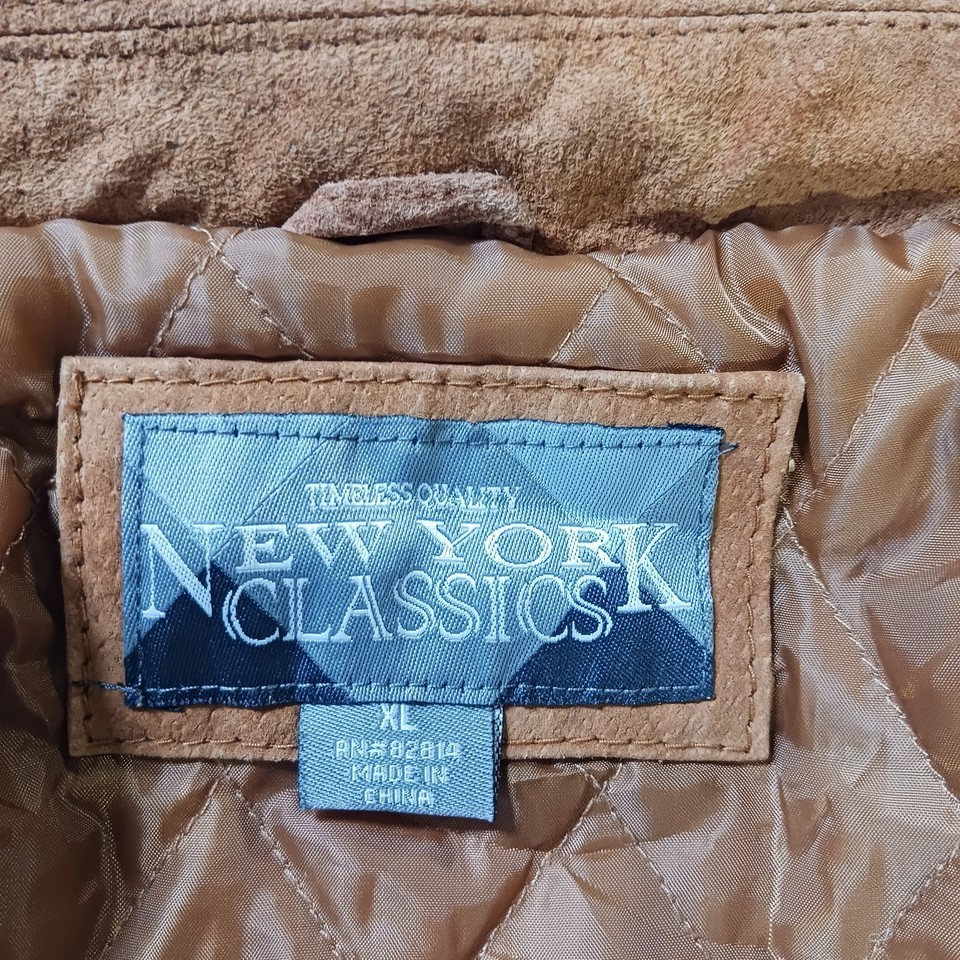 TIMELESS QUALITY
NEW YORK
CLASSICS
XL
RN#82814
MADE IN
CHINA